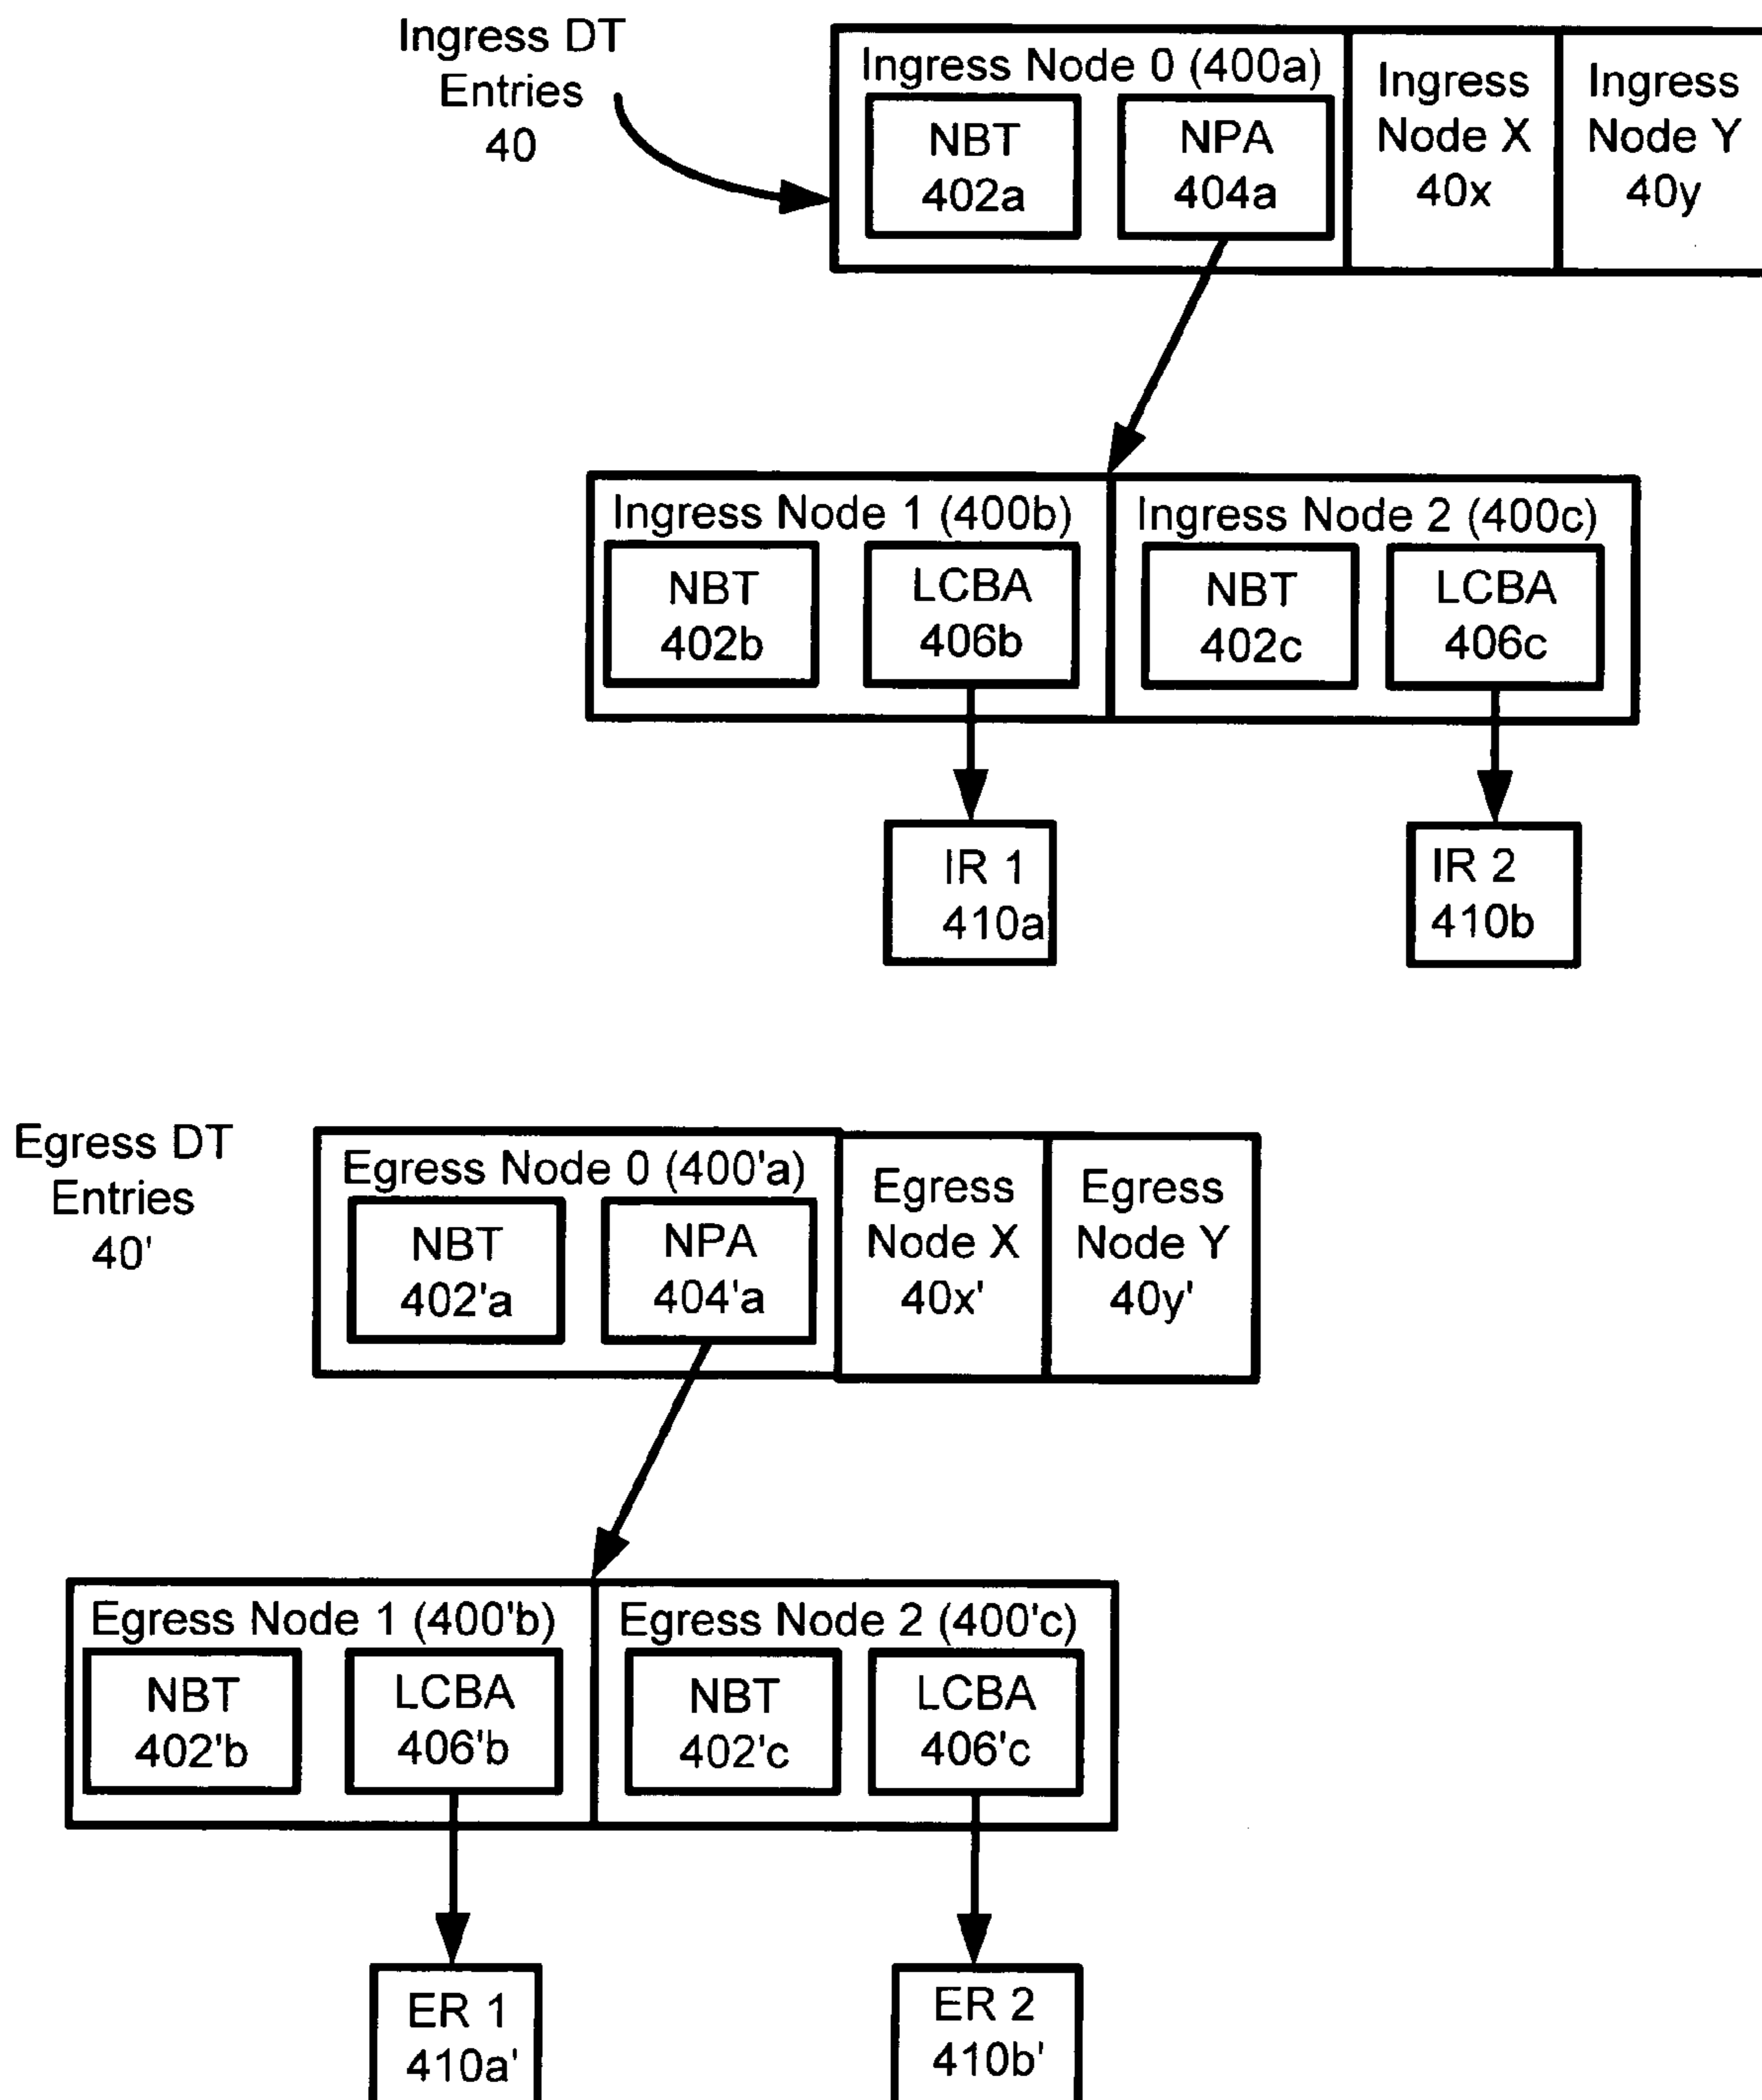 Ingress DT
Entries
40
Ingress Node 0 (400a)
NBT
402a
NPA
404a
Ingress
Node X
40x
Ingress
Node Y
40y
Ingress Node 1 (400b)
NBT
402b
LCBA
406b
Ingress Node 2 (400c)
NBT
402c
LCBA
406c
IR 1
410a
IR 2
410b
Egress DT
Entries
40'
Egress Node 0 (400'a)
NBT
402'a
NPA
404'a
Egress
Node X
40x'
Egress
Node Y
40y'
Egress Node 1 (400'b)
NBT
402'b
LCBA
406'b
Egress Node 2 (400'c)
NBT
402'c
LCBA
406'c
ER 1
410a'
ER 2
410b'